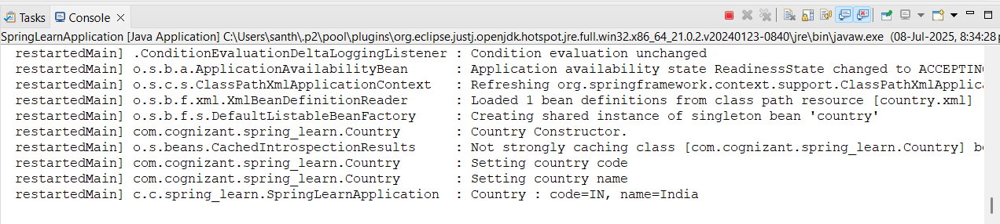 Tasks Console
SpringLearnApplication [Java Application] C:\Users\santh\.p2\pool\plugins\org.eclipse.justj.openjdk.hotspot.jre.full.win32.x86_64_21.0.2.v20240123-0840\jre\bin\javaw.exe (08-Jul-2025, 8:34:28 p
restartedMain] .ConditionEvaluationDeltaLoggingListener : Condition evaluation unchanged
restartedMain] o.s.b.a.ApplicationAvailabilityBean : Application availability state ReadinessState changed to ACCEPTING
restartedMain] o.s.c.s.ClassPathXmlApplicationContext : Refreshing org.springframework.context.support.ClassPathXmlApplica
restartedMain] o.s.b.f.xml.XmlBeanDefinitionReader : Loaded 1 bean definitions from class path resource [country.xml]
restartedMain] o.s.b.f.s.DefaultListableBeanFactory : Creating shared instance of singleton bean 'country'
restartedMain] com.cognizant.spring_learn.Country : Country Constructor.
restartedMain] o.s.beans.CachedIntrospectionResults : Not strongly caching class [com.cognizant.spring_learn.Country] be
restartedMain] com.cognizant.spring_learn.Country : Setting country code
restartedMain] com.cognizant.spring_learn.Country : Setting country name
restartedMain] c.c.spring_learn.SpringLearnApplication : Country : code=IN, name=India